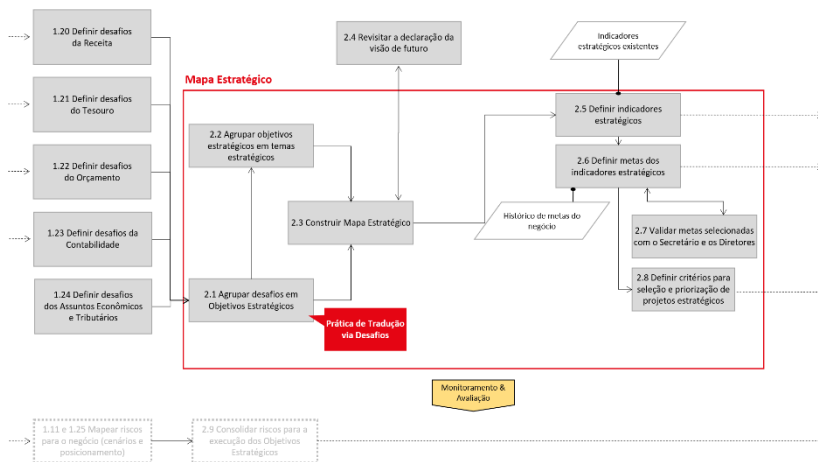 1.20 Definir desafios
da Receita
1.21 Definir desafios
do Tesouro
1.22 Definir desafios
do Orçamento
1.23 Definir desafios da
Contabilidade
1.24 Definir desafios
dos Assuntos Econômicos
e Tributários
2.4 Revisitar a declaração da
visão de futuro
Indicadores
estratégicos existentes
Mapa Estratégico
2.2 Agrupar objetivos
estratégicos em temas
estratégicos
2.3 Construir Mapa Estratégico
2.1 Agrupar desafios em
Objetivos Estratégicos
Prática de Tradução
via Desafios
2.5 Definir indicadores
estratégicos
2.6 Definir metas dos
indicadores estratégicos
Histórico de metas do
negócio
2.7 Validar metas selecionadas
com o Secretário e os Diretores
2.8 Definir critérios para
seleção e priorização de
projetos estratégicos
Monitoramento &
Avaliação
1.11 e 1.25 Mapear riscos
para o negócio (cenários e
posicionamento)
2.9 Consolidar riscos para a
execução dos Objetivos
Estratégicos